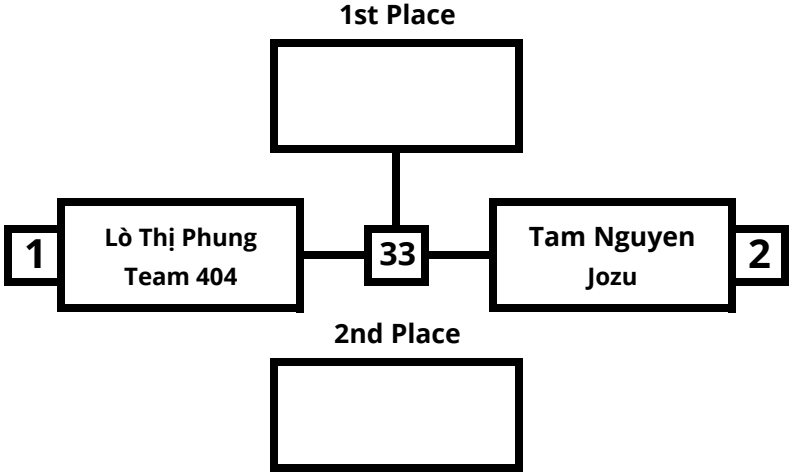 1st Place
1
Lò Thị Phung
Team 404
33
Tam Nguyen
Jozu
2
2nd Place